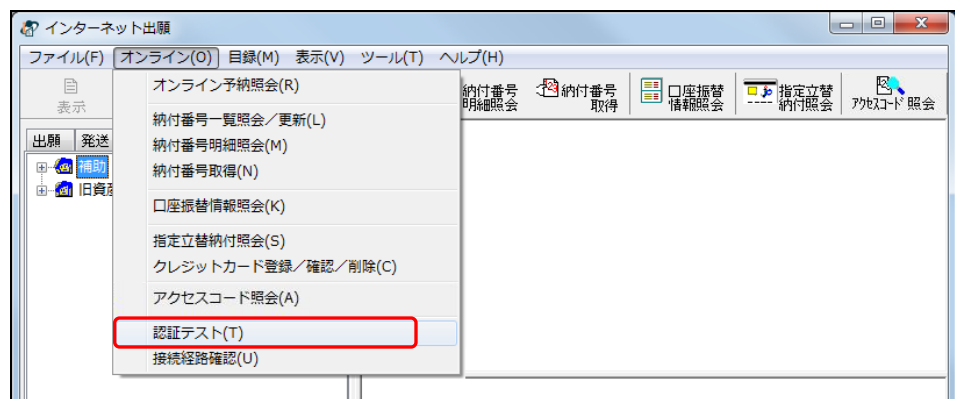 インターネット出願
ファイル(F) オンライン(O) 目録(M) 表示(V) ツール(T) ヘルプ(H)
表示
納付番号明細照会
納付番号取得
口座振替情報照会
指定立替納付照会
アクセスコード照会
出願 発送
補助
旧資産
オンライン予納照会(R)
納付番号一覧照会／更新(L)
納付番号明細照会(M)
納付番号取得(N)
口座振替情報照会(K)
指定立替納付照会(S)
クレジットカード登録／確認／削除(C)
アクセスコード照会(A)
認証テスト(T)
接続経路確認(U)